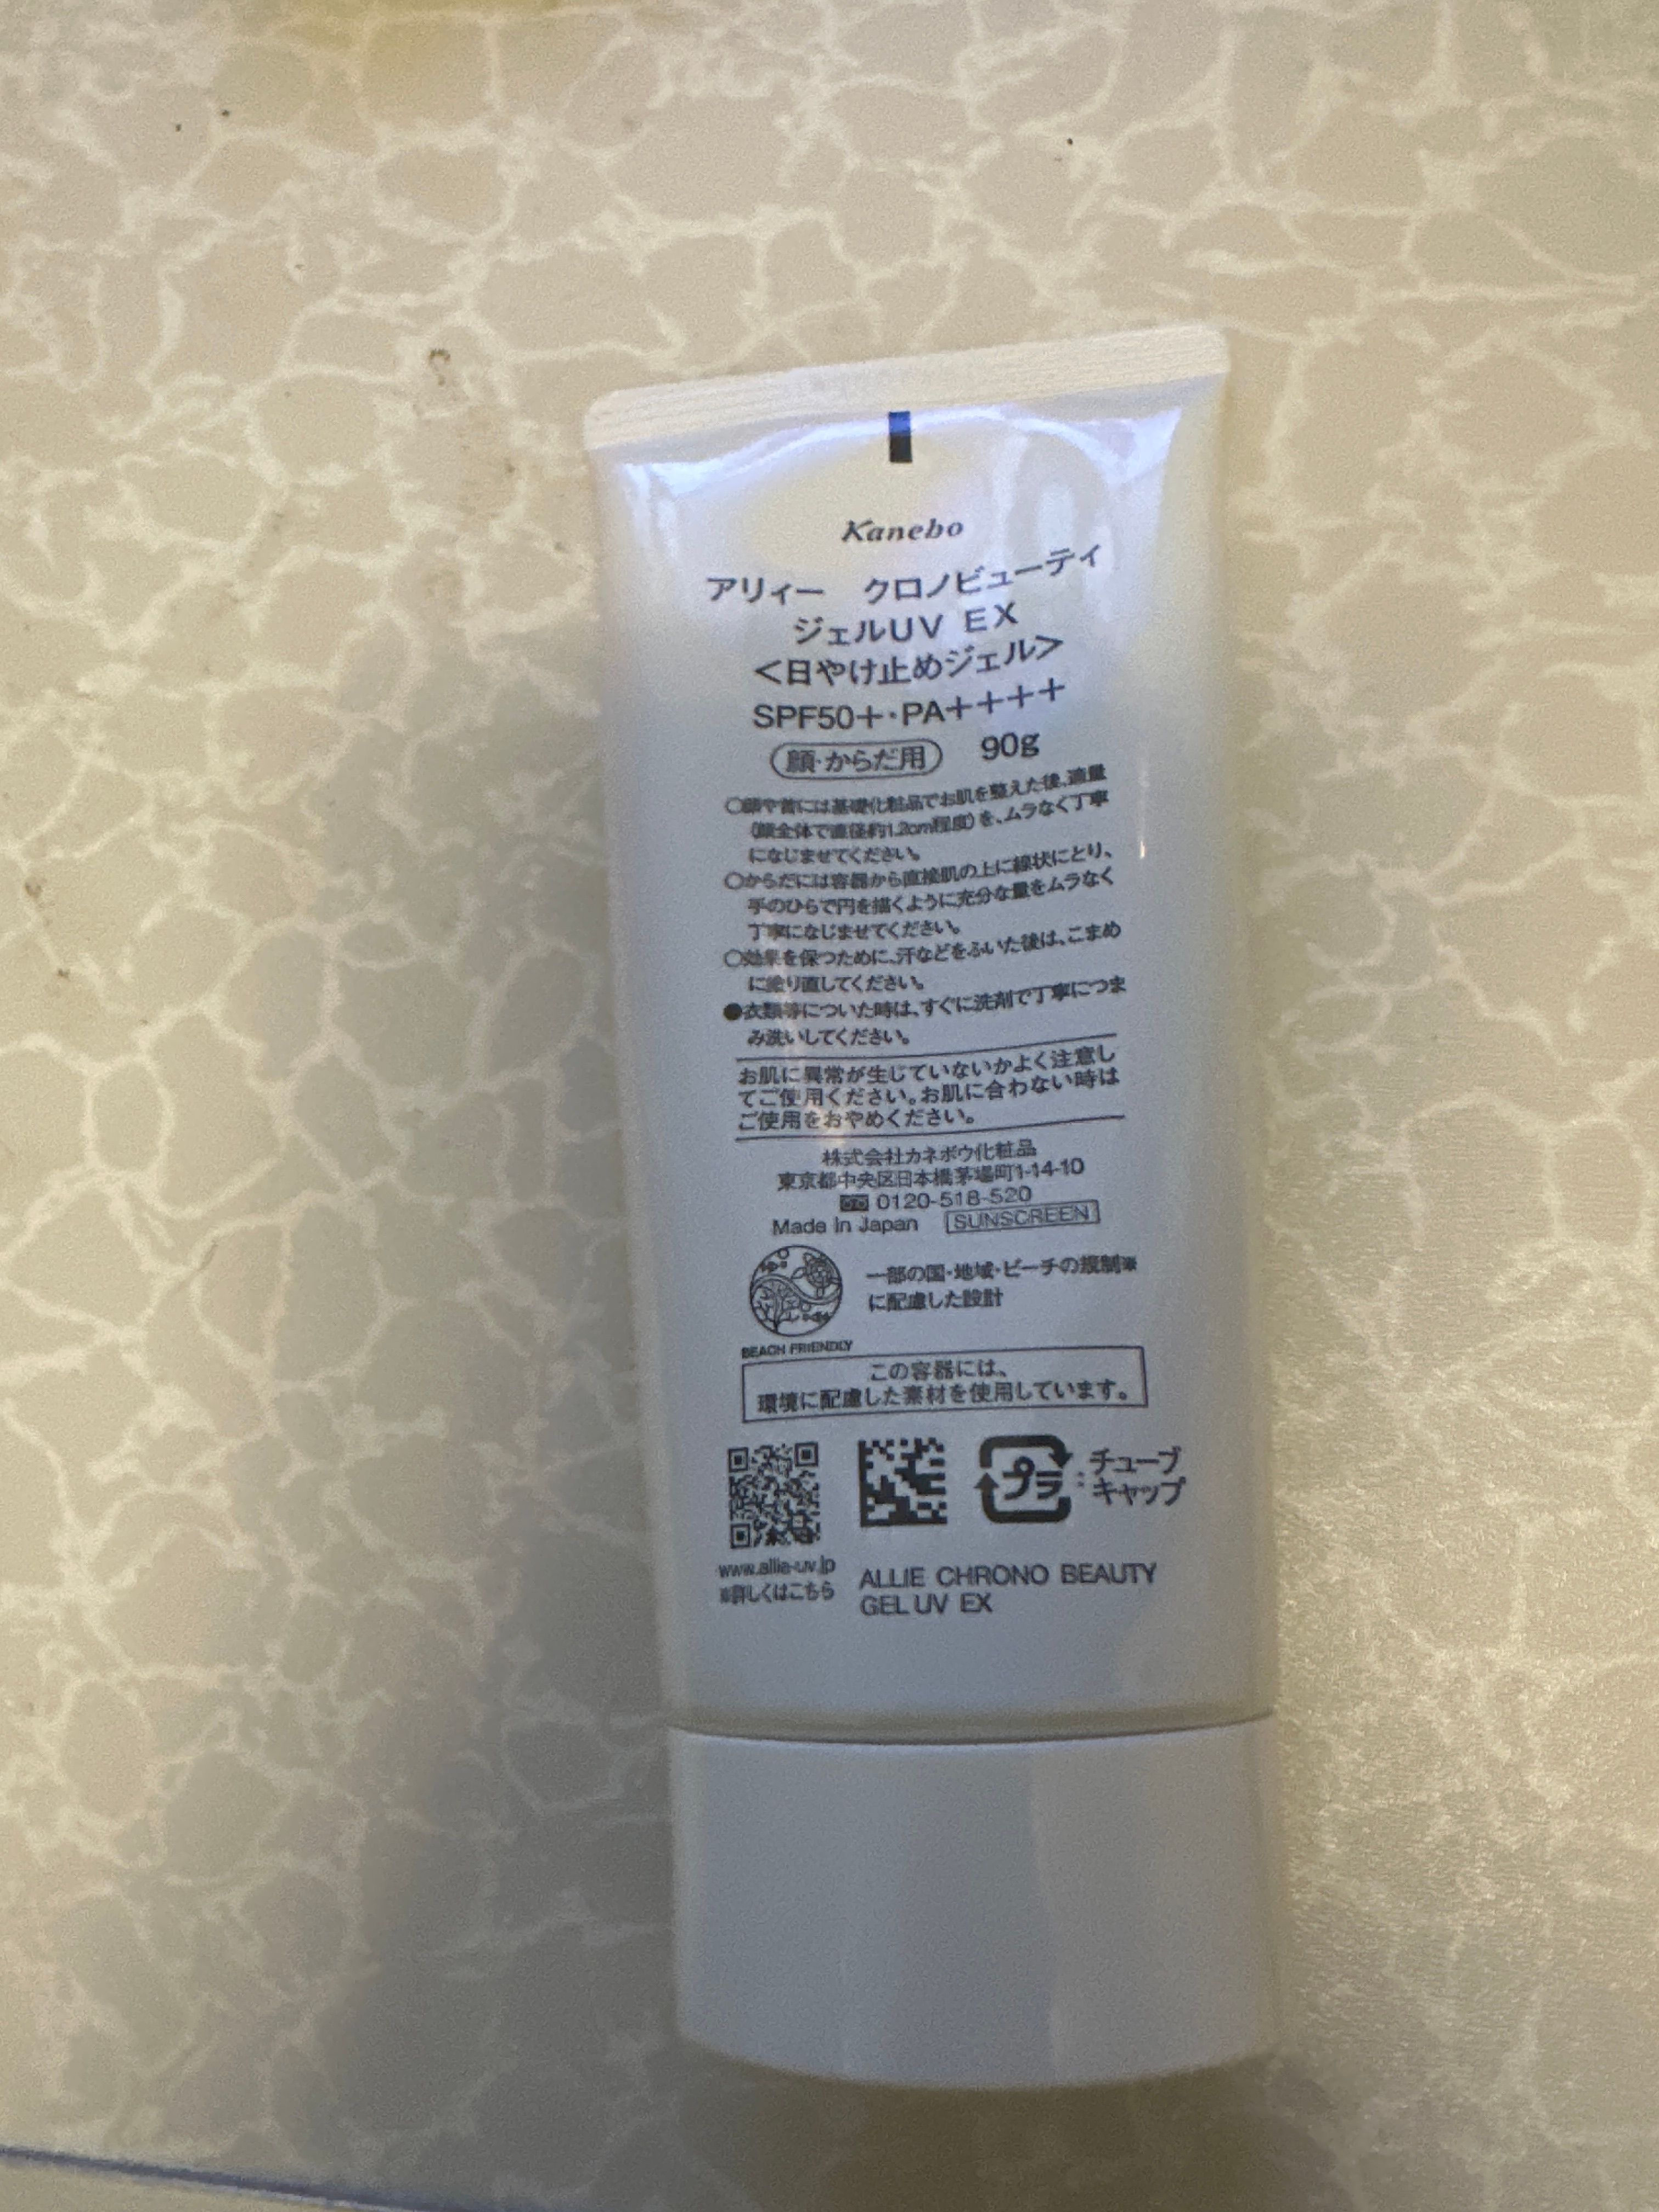 Kanebo
アリィー クロノビューティ
ジェルUV EX
＜日やけ止めジェル＞
SPF50+・PA++++
顔・からだ用 90g
○顔や首には基礎化粧品でお肌を整えた後、適量
(顔全体で直径約1.2cm程度)を、ムラなく丁寧
になじませてください。
○からだには容器から直接肌の上に線状にとり、
手のひらで円を描くように充分な量をムラなく
丁寧になじませてください。
○効果を保つために、汗などをふいた後は、こまめ
に塗り直してください。
●衣類等についた時は、すぐに洗剤で丁寧につま
み洗いしてください。
お肌に異常が生じていないかよく注意し
てご使用ください。お肌に合わない時は
ご使用をおやめください。
株式会社カネボウ化粧品
東京都中央区日本橋茅場町1-14-10
0120-518-520
Made in Japan SUNSCREEN
一部の国・地域・ビーチの規制※
に配慮した設計
BEACH FRIENDLY
この容器には、
環境に配慮した素材を使用しています。
プラ : チューブ
キャップ
www.allie-uv.jp
※詳しくはこちら
ALLIE CHRONO BEAUTY
GEL UV EX